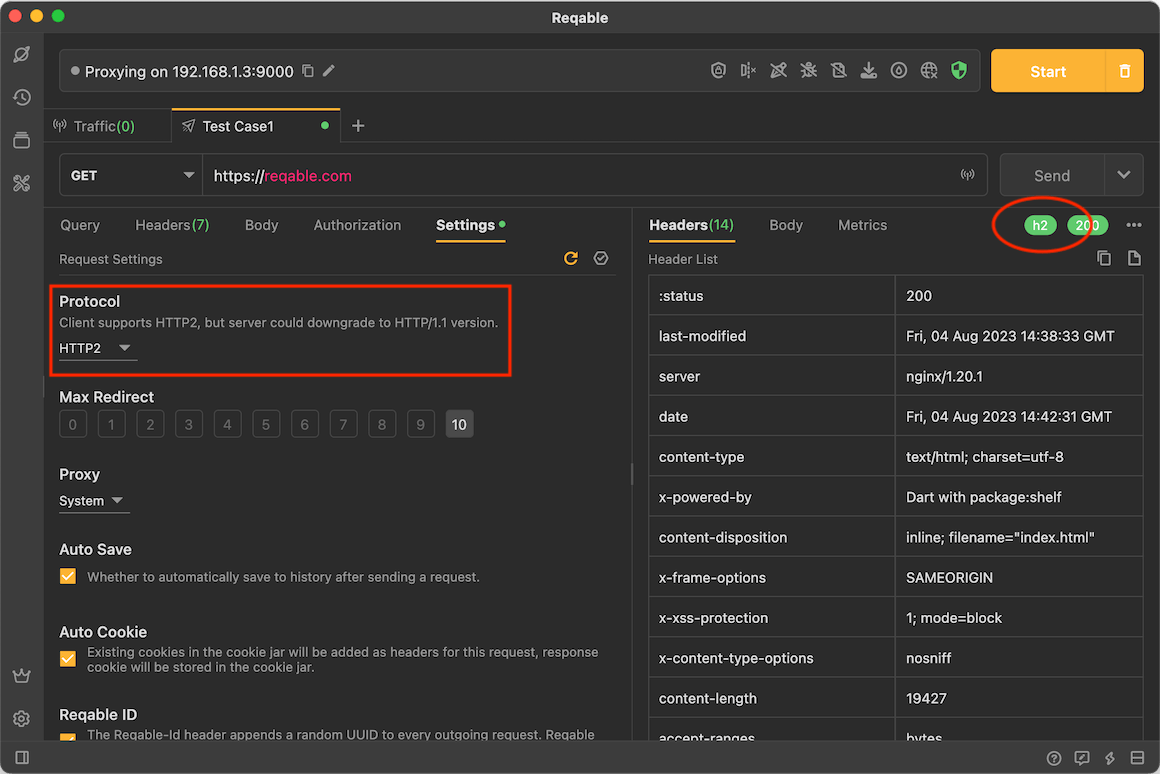 Reqable
Proxying on 192.168.1.3:9000
Start
Traffic(0)
Test Case1
GET
https://reqable.com
Send
Query
Headers(7)
Body
Authorization
Settings
Request Settings
Protocol
Client supports HTTP2, but server could downgrade to HTTP/1.1 version.
HTTP2
Max Redirect
0 1 2 3 4 5 6 7 8 9 10
Proxy
System
Auto Save
Whether to automatically save to history after sending a request.
Auto Cookie
Existing cookies in the cookie jar will be added as headers for this request, response
cookie will be stored in the cookie jar.
Reqable ID
The Reqable-Id header appends a random UUID to every outgoing request. Reqable
Headers(14)
Body
Metrics
h2
200
Header List
:status 200
last-modified Fri, 04 Aug 2023 14:38:33 GMT
server nginx/1.20.1
date Fri, 04 Aug 2023 14:42:31 GMT
content-type text/html; charset=utf-8
x-powered-by Dart with package:shelf
content-disposition inline; filename="index.html"
x-frame-options SAMEORIGIN
x-xss-protection 1; mode=block
x-content-type-options nosniff
content-length 19427
accept-ranges bytes